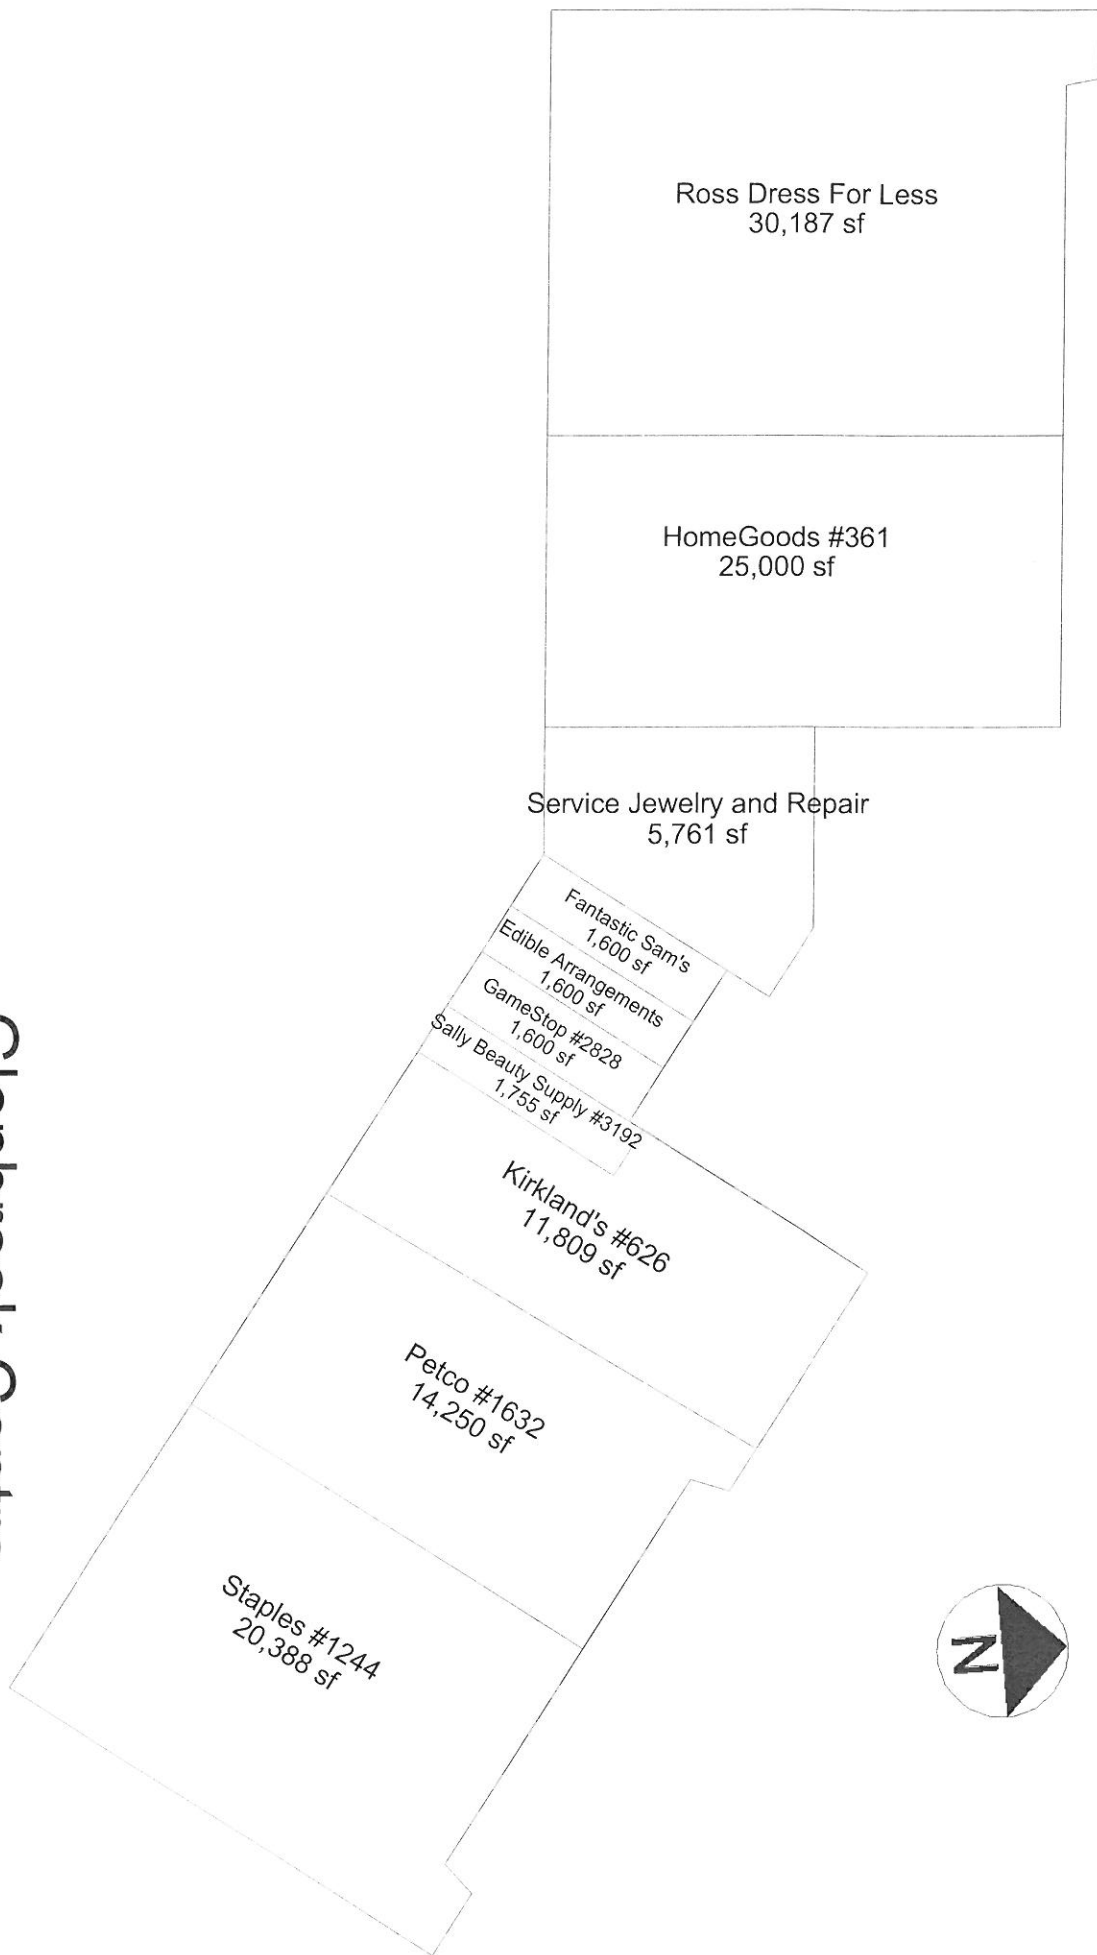 Ross Dress For Less
30,187 sf
HomeGoods #361
25,000 sf
Service Jewelry and Repair
5,761 sf
Fantastic Sam's
1,600 sf
Edible Arrangements
1,600 sf
GameStop #2828
1,600 sf
Sally Beauty Supply #3192
1,755 sf
Kirkland's #626
11,809 sf
Petco #1632
14,250 sf
Staples #1244
20,388 sf
N